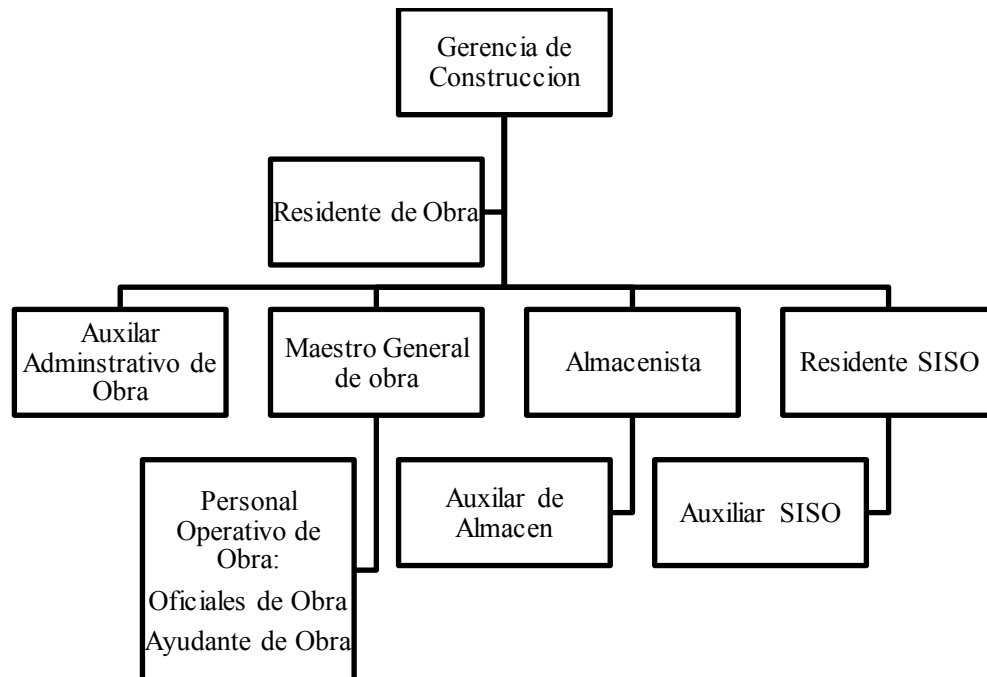 Gerencia de
Construccion
Residente de Obra
Auxilar
Adminstrativo de
Obra
Maestro General
de obra
Almacenista
Residente SISO
Personal
Operativo de
Obra:
Oficiales de Obra
Ayudante de Obra
Auxilar de
Almacen
Auxiliar SISO